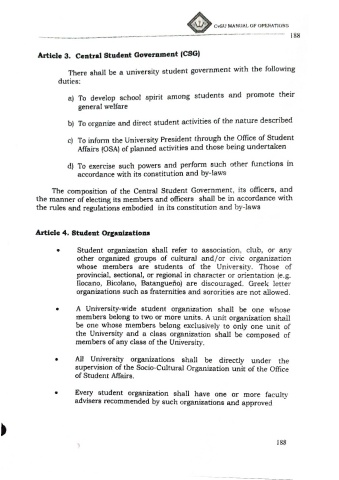 CvSU MANUAL OF OPERATIONS
188
Article 3. Central Student Government (CSG)
There shall be a university student government with the following
duties:
a) To develop school spirit among students and promote their
general welfare
b) To organize and direct student activities of the nature described
c) To inform the University President through the Office of Student
Affairs (OSA) of planned activities and those being undertaken
d) To exercise such powers and perform such other functions in
accordance with its constitution and by-laws
The composition of the Central Student Government, its officers, and
the manner of electing its members and officers shall be in accordance with
the rules and regulations embodied in its constitution and by-laws
Article 4. Student Organizations
• Student organization shall refer to association, club, or any
other organized groups of cultural and/or civic organization
whose members are students of the University. Those of
provincial, sectional, or regional in character or orientation (e.g.
Ilocano, Bicolano, Batangueño) are discouraged. Greek letter
organizations such as fraternities and sororities are not allowed.
• A University-wide student organization shall be one whose
members belong to two or more units. A unit organization shall
be one whose members belong exclusively to only one unit of
the University and a class organization shall be composed of
members of any class of the University.
• All University organizations shall be directly under the
supervision of the Socio-Cultural Organization unit of the Office
of Student Affairs.
• Every student organization shall have one or more faculty
advisers recommended by such organizations and approved
188